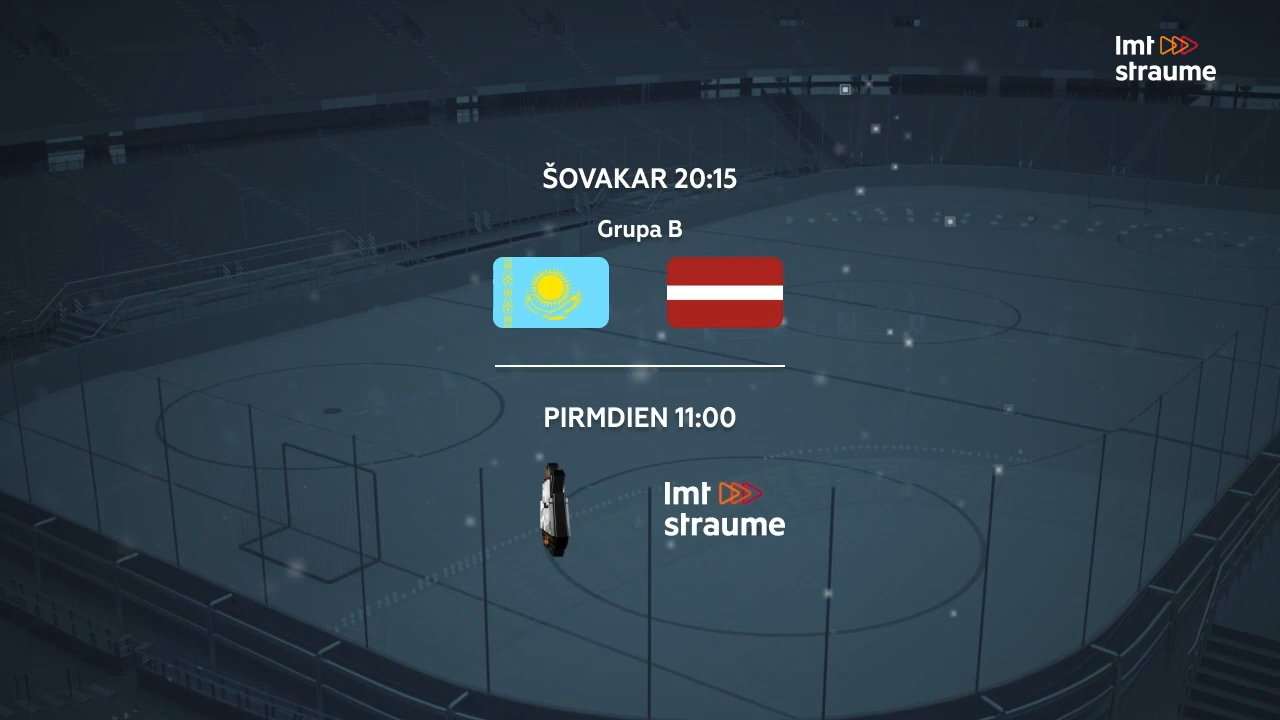 lmt
straume
ŠOVAKAR 20:15
Grupa B
PIRMDIEN 11:00
lmt
straume